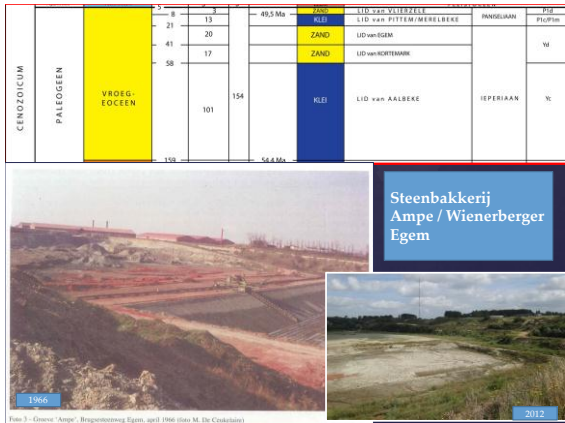 5
3
ZAND
LID van VLIERZELE
P1d
8
49,5 Ma
PANISELIAAN
13
KLEI
LID van PITTEM/MERELBEKE
P1c/P1m
21
20
ZAND
LID van EGEM
41
Yd
17
ZAND
LID van KORTEMARK
58
CENOZOICUM
PALEOGEEN
VROEG-
EOCEEN
101
154
KLEI
LID van AALBEKE
IEPERIAAN
Yc
159
54,4 Ma
Steenbakkerij
Ampe / Wienerberger
Egem
1966
2012
Foto 3 – Groeve 'Ampe', Brugsesteenweg Egem, april 1966 (foto M. De Ceukelaire)